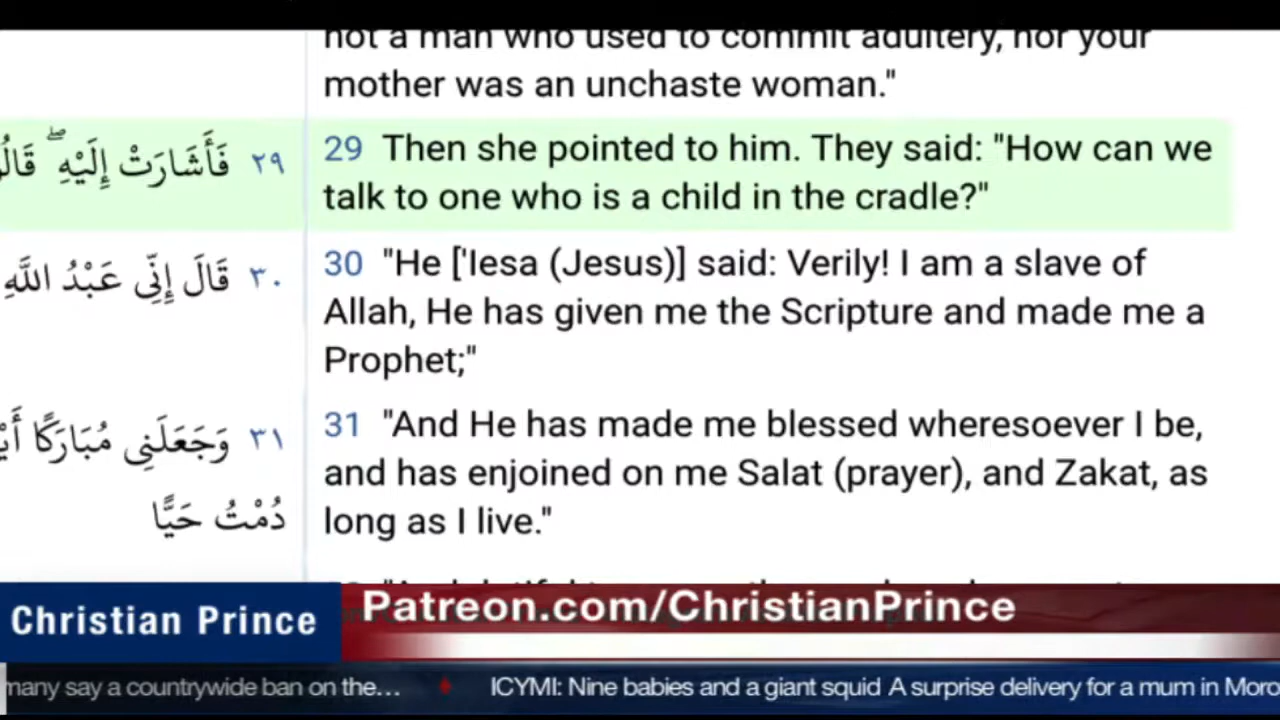 not a man who used to commit adultery, nor your
mother was an unchaste woman."
٢٩ فَأَشَارَتْ إِلَيْهِ ۖ
29 Then she pointed to him. They said: "How can we
talk to one who is a child in the cradle?"
٣٠ قَالَ إِنِّي عَبْدُ اللَّهِ
30 "He ['Iesa (Jesus)] said: Verily! I am a slave of
Allah, He has given me the Scripture and made me a
Prophet;"
٣١ وَجَعَلَنِي مُبَارَكًا
دُمْتُ حَيًّا
31 "And He has made me blessed wheresoever I be,
and has enjoined on me Salat (prayer), and Zakat, as
long as I live."
Christian Prince
Patreon.com/ChristianPrince
many say a countrywide ban on the... ♦ ICYMI: Nine babies and a giant squid A surprise delivery for a mum in